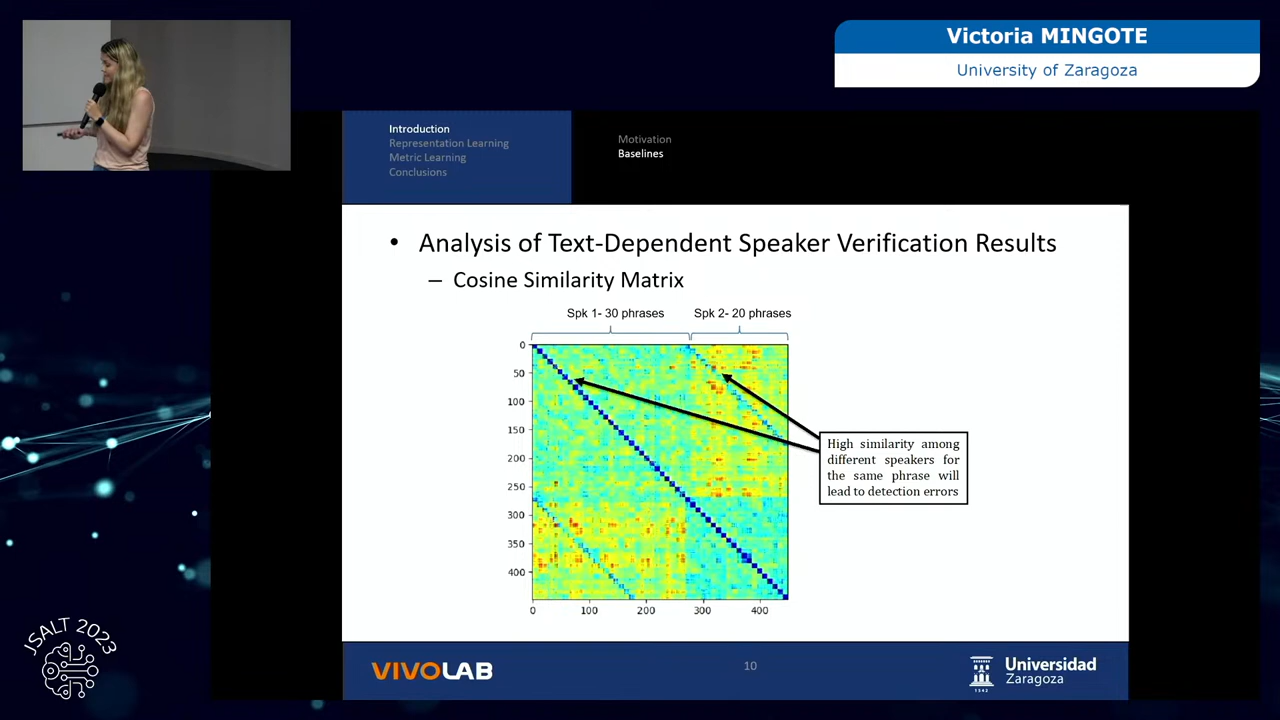 Victoria MINGOTE
University of Zaragoza
Introduction
Representation Learning
Metric Learning
Conclusions
Motivation
Baselines
• Analysis of Text-Dependent Speaker Verification Results
– Cosine Similarity Matrix
Spk 1- 30 phrases
Spk 2- 20 phrases
0
50
100
150
200
250
300
350
400
0 100 200 300 400
High similarity among
different speakers for
the same phrase will
lead to detection errors
JSALT 2023
VIVOLAB
10
1542
Universidad
Zaragoza